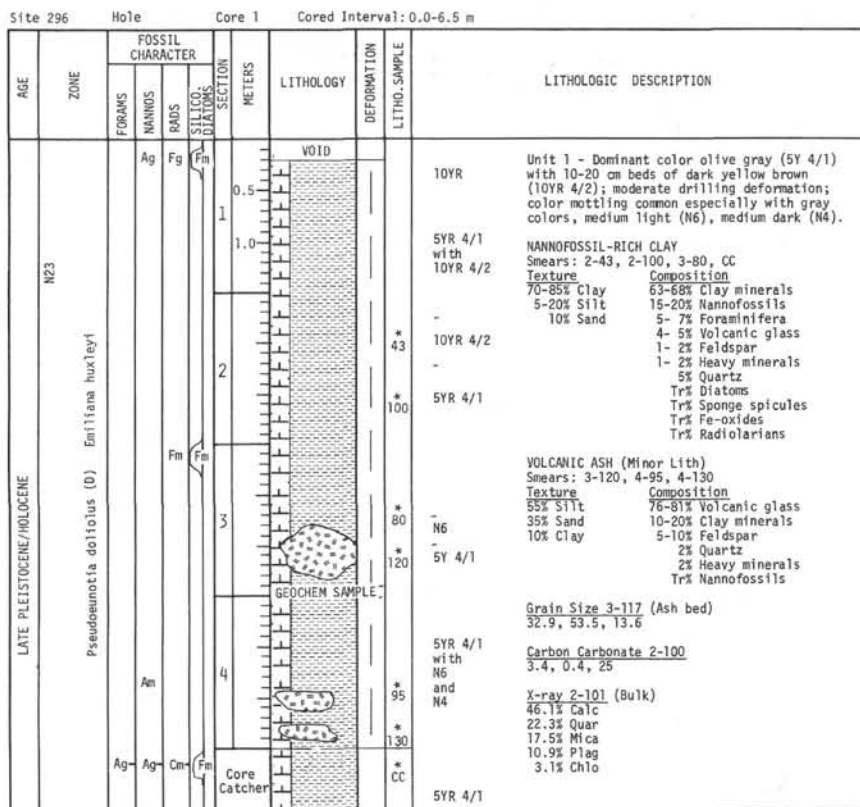 Site 296 Hole Core 1 Cored Interval: 0.0-6.5 m
AGE
ZONE
FOSSIL
CHARACTER
FORAMS
NANNOS
RADS
SILICO.
DIATOMS
SECTION
METERS
LITHOLOGY
DEFORMATION
LITHO.SAMPLE
LITHOLOGIC DESCRIPTION
LATE PLEISTOCENE/HOLOCENE
N23
Pseudoeunotia doliolus (D) Emiliana huxleyi
Ag Fg Fm
Fm Fm
Am
Ag Ag Cm Fm
1
2
3
4
Core
Catcher
0.5
1.0
VOID
GEOCHEM SAMPLE
*
43
*
100
*
80
*
120
*
95
*
130
*
CC
10YR
5YR 4/1
with
10YR 4/2
-
10YR 4/2
-
5YR 4/1
-
N6
-
5Y 4/1
5YR 4/1
with
N6
and
N4
5YR 4/1
Unit 1 - Dominant color olive gray (5Y 4/1)
with 10-20 cm beds of dark yellow brown
(10YR 4/2); moderate drilling deformation;
color mottling common especially with gray
colors, medium light (N6), medium dark (N4).
NANNOFOSSIL-RICH CLAY
Smears: 2-43, 2-100, 3-80, CC
Texture Composition
70-85% Clay 63-68% Clay minerals
5-20% Silt 15-20% Nannofossils
10% Sand 5- 7% Foraminifera
4- 5% Volcanic glass
1- 2% Feldspar
1- 2% Heavy minerals
5% Quartz
Tr% Diatoms
Tr% Sponge spicules
Tr% Fe-oxides
Tr% Radiolarians
VOLCANIC ASH (Minor Lith)
Smears: 3-120, 4-95, 4-130
Texture Composition
55% Silt 76-81% Volcanic glass
35% Sand 10-20% Clay minerals
10% Clay 5-10% Feldspar
2% Quartz
2% Heavy minerals
Tr% Nannofossils
Grain Size 3-117 (Ash bed)
32.9, 53.5, 13.6
Carbon Carbonate 2-100
3.4, 0.4, 25
X-ray 2-101 (Bulk)
46.1% Calc
22.3% Quar
17.5% Mica
10.9% Plag
3.1% Chlo